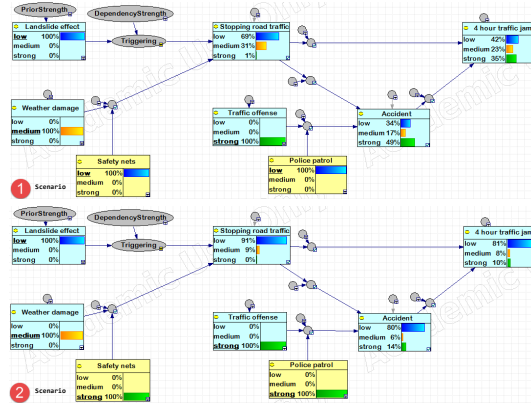 PriorStrength
DependencyStrength
Landslide effect
low 100%
medium 0%
strong 0%
Triggering
Stopping road traffic
low 69%
medium 31%
strong 1%
4 hour traffic jam
low 42%
medium 23%
strong 35%
Weather damage
low 0%
medium 100%
strong 0%
Traffic offense
low 0%
medium 0%
strong 100%
Accident
low 34%
medium 17%
strong 49%
Safety nets
low 100%
medium 0%
strong 0%
Police patrol
low 100%
medium 0%
strong 0%
1 Scenario
PriorStrength
DependencyStrength
Landslide effect
low 100%
medium 0%
strong 0%
Triggering
Stopping road traffic
low 91%
medium 9%
strong 0%
4 hour traffic jam
low 81%
medium 8%
strong 10%
Weather damage
low 0%
medium 100%
strong 0%
Traffic offense
low 0%
medium 0%
strong 100%
Accident
low 80%
medium 6%
strong 14%
Safety nets
low 0%
medium 0%
strong 100%
Police patrol
low 0%
medium 0%
strong 100%
2 Scenario